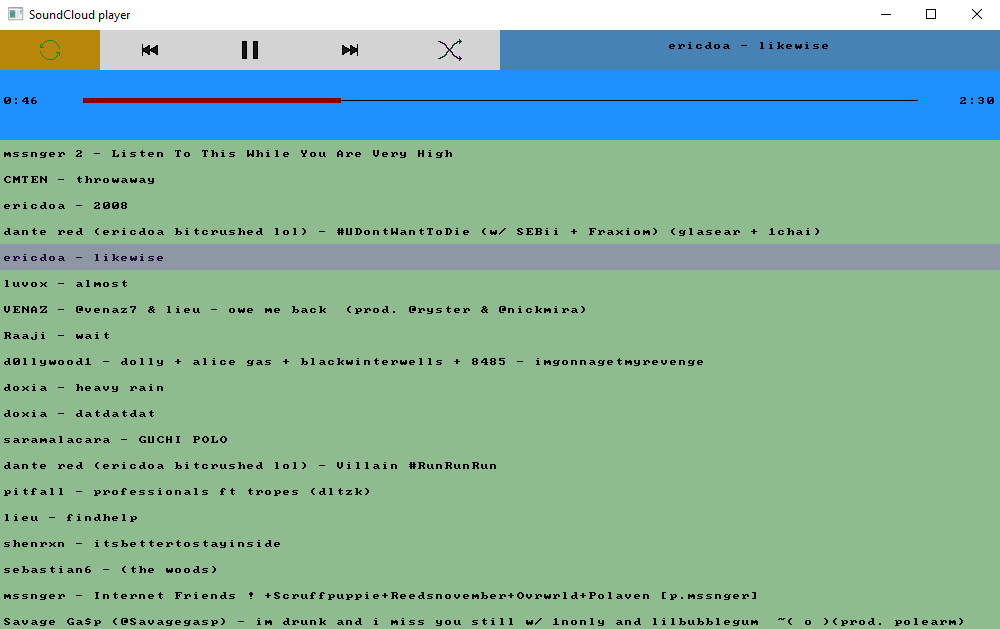 SoundCloud player
ericdoa - likewise
0:46
2:30
mssnger 2 - Listen To This While You Are Very High
CMTEN - throwaway
ericdoa - 2008
dante red (ericdoa bitcrushed lol) - #UDontWantToDie (w/ SEBii + Fraxiom) (glasear + 1chai)
ericdoa - likewise
luvox - almost
VENAZ - @venaz7 & lieu - owe me back  (prod. @ryster & @nickmira)
Raaji - wait
d0llywood1 - dolly + alice gas + blackwinterwells + 8485 - imgonnagetmyrevenge
doxia - heavy rain
doxia - datdatdat
saramalacara - GUCHI POLO
dante red (ericdoa bitcrushed lol) - Villain #RunRunRun
pitfall - professionals ft tropes (dltzk)
lieu - findhelp
shenrxn - itsbettertostayinside
sebastian6 - (the woods)
mssnger - Internet Friends ! +Scruffpuppie+Reedsnovember+Ovrwrld+Polaven [p.mssnger]
Savage Ga$p (@Savagegasp) - im drunk and i miss you still w/ 1nonly and lilbubblegum  ~( o )(prod. polearm)